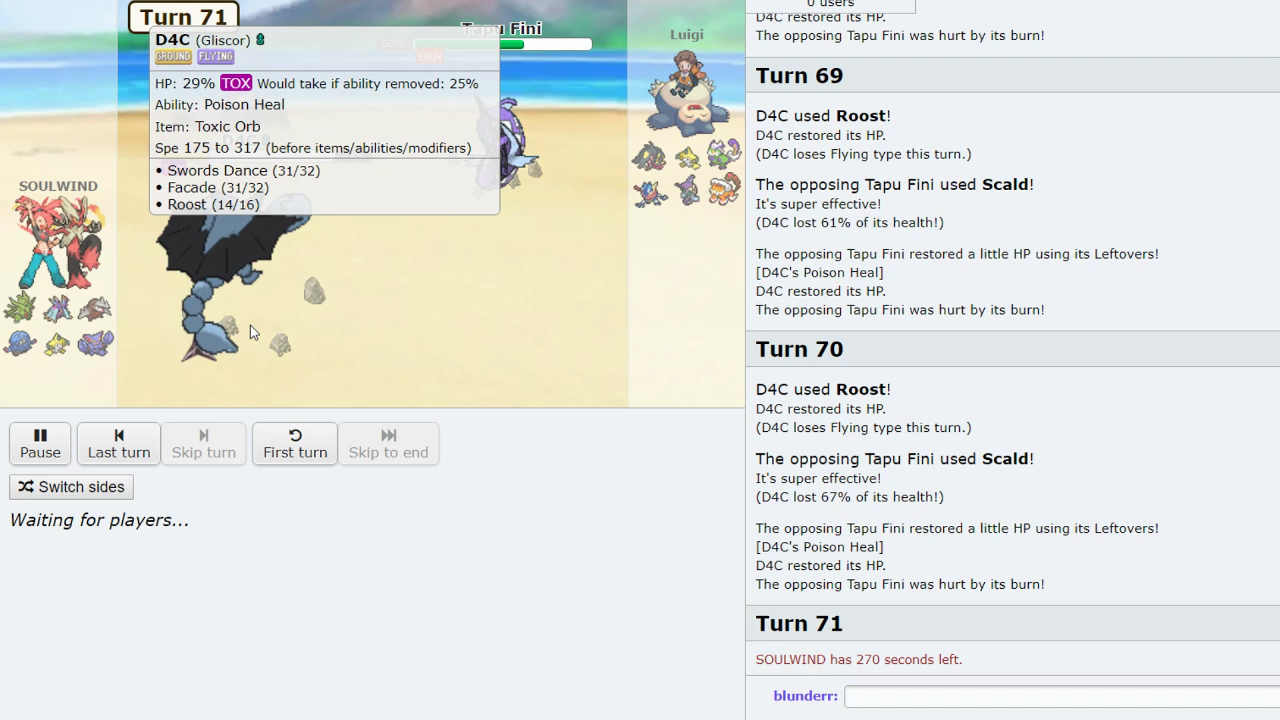 Turn 71
Tapu Fini
D4C (Gliscor)
GROUND FLYING
HP: 29% TOX Would take if ability removed: 25%
Ability: Poison Heal
Item: Toxic Orb
Spe 175 to 317 (before items/abilities/modifiers)
• Swords Dance (31/32)
• Facade (31/32)
• Roost (14/16)
BRN
SOULWIND
Luigi
Pause
Last turn
Skip turn
First turn
Skip to end
Switch sides
Waiting for players...
0 users
D4C restored its HP.
The opposing Tapu Fini was hurt by its burn!
Turn 69
D4C used Roost!
D4C restored its HP.
(D4C loses Flying type this turn.)
The opposing Tapu Fini used Scald!
It's super effective!
(D4C lost 61% of its health!)
The opposing Tapu Fini restored a little HP using its Leftovers!
[D4C's Poison Heal]
D4C restored its HP.
The opposing Tapu Fini was hurt by its burn!
Turn 70
D4C used Roost!
D4C restored its HP.
(D4C loses Flying type this turn.)
The opposing Tapu Fini used Scald!
It's super effective!
(D4C lost 67% of its health!)
The opposing Tapu Fini restored a little HP using its Leftovers!
[D4C's Poison Heal]
D4C restored its HP.
The opposing Tapu Fini was hurt by its burn!
Turn 71
SOULWIND has 270 seconds left.
blunderr: